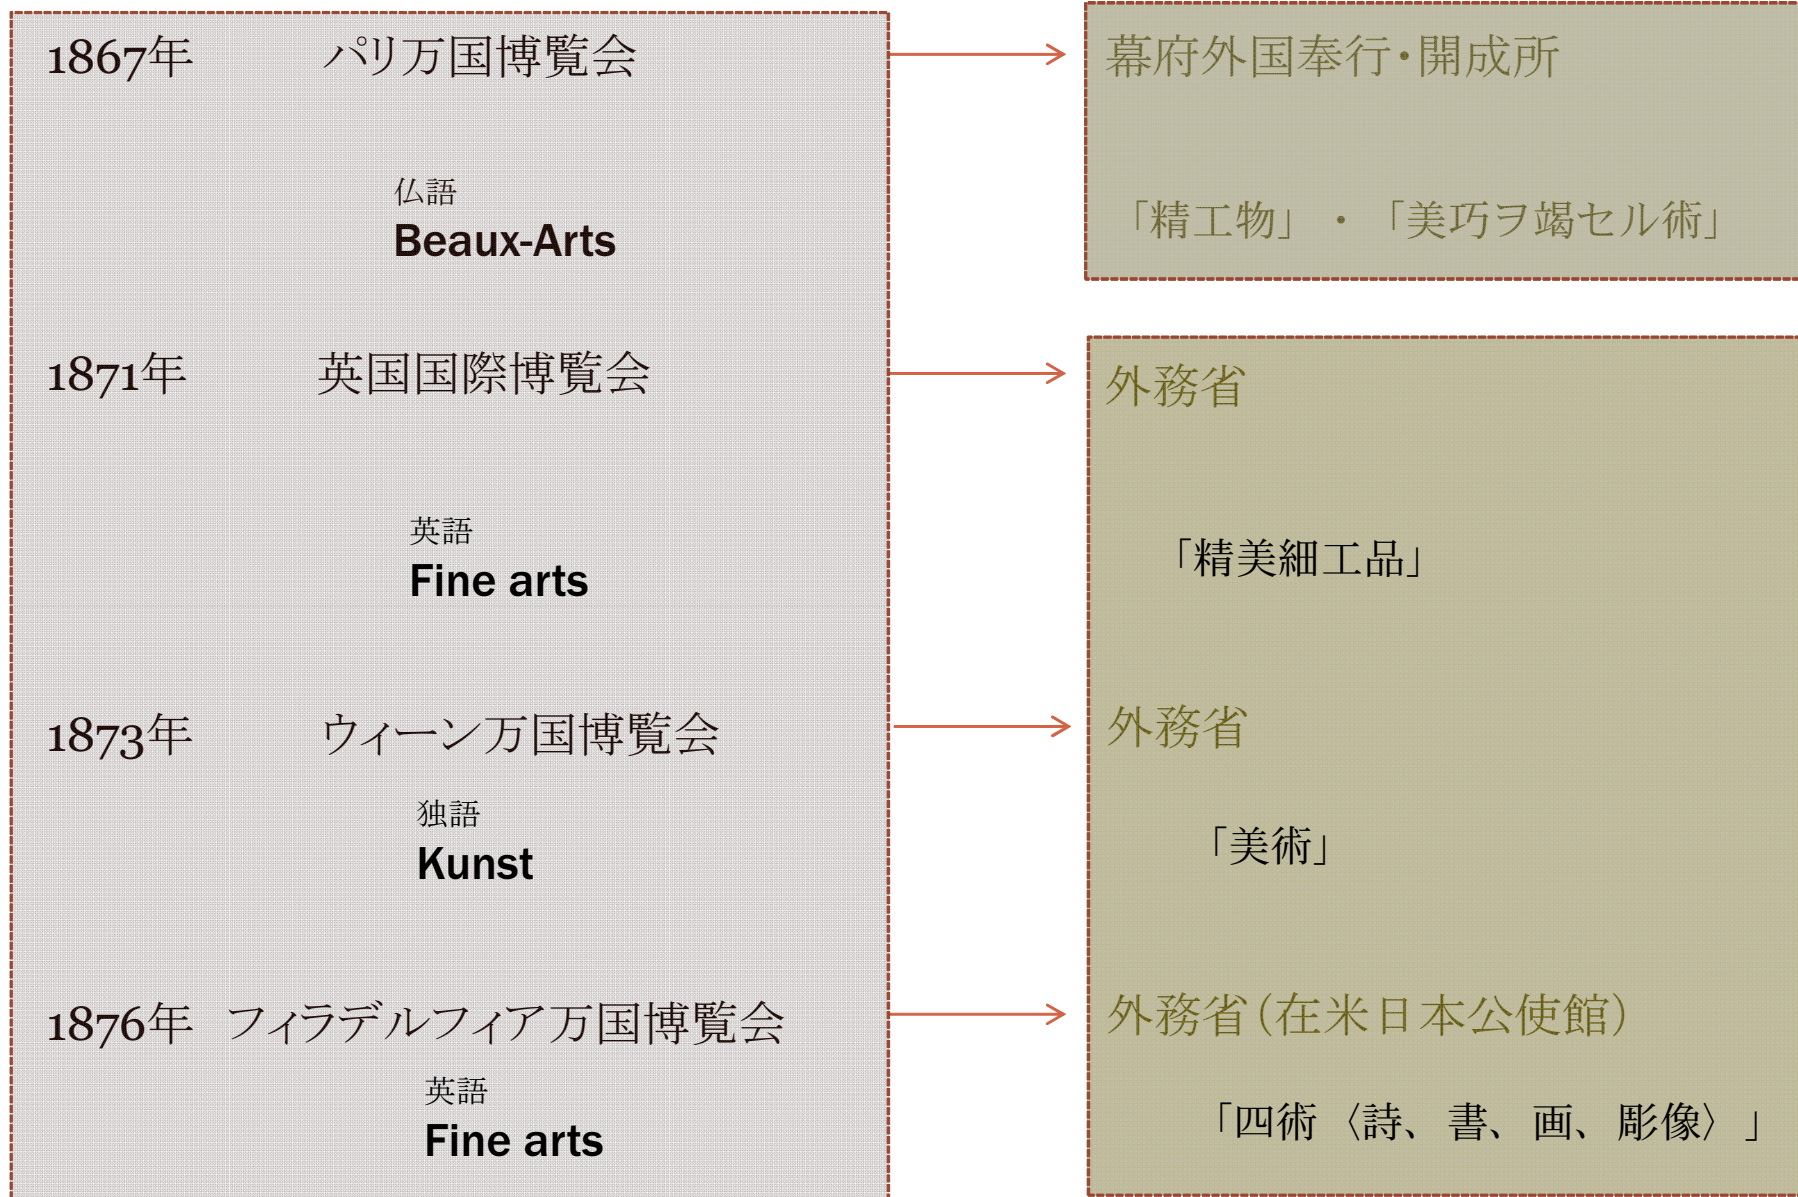 1867年 パリ万国博覧会
幕府外国奉行・開成所
仏語
Beaux-Arts
「精工物」・「美巧ヲ竭セル術」
1871年 英国国際博覧会
外務省
英語
Fine arts
「精美細工品」
1873年 ウィーン万国博覧会
外務省
独語
Kunst
「美術」
1876年 フィラデルフィア万国博覧会
外務省(在米日本公使館)
英語
Fine arts
「四術〈詩、書、画、彫像〉」